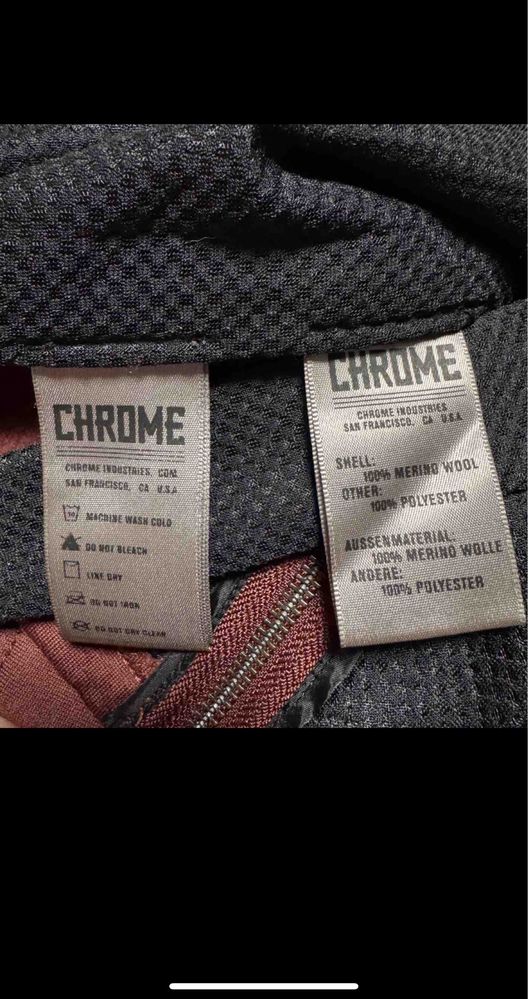 CHROME
CHROME INDUSTRIES, COM.
SAN FRANCISCO, CA U.S.A
30
MACHINE WASH COLD
DO NOT BLEACH
LINE DRY
DO NOT IRON
DO NOT DRY CLEAN
CHROME
CHROME INDUSTRIES.
SAN FRANCISCO, CA U.S.A.
SHELL:
100% MERINO WOOL
OTHER:
100% POLYESTER
AUSSENMATERIAL:
100% MERINO WOLLE
ANDERE:
100% POLYESTER